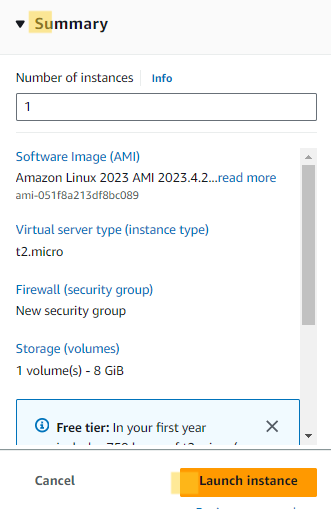 Summary
Number of instances Info
1
Software Image (AMI)
Amazon Linux 2023 AMI 2023.4.2...read more
ami-051f8a213df8bc089
Virtual server type (instance type)
t2.micro
Firewall (security group)
New security group
Storage (volumes)
1 volume(s) - 8 GiB
Free tier: In your first year
Cancel
Launch instance